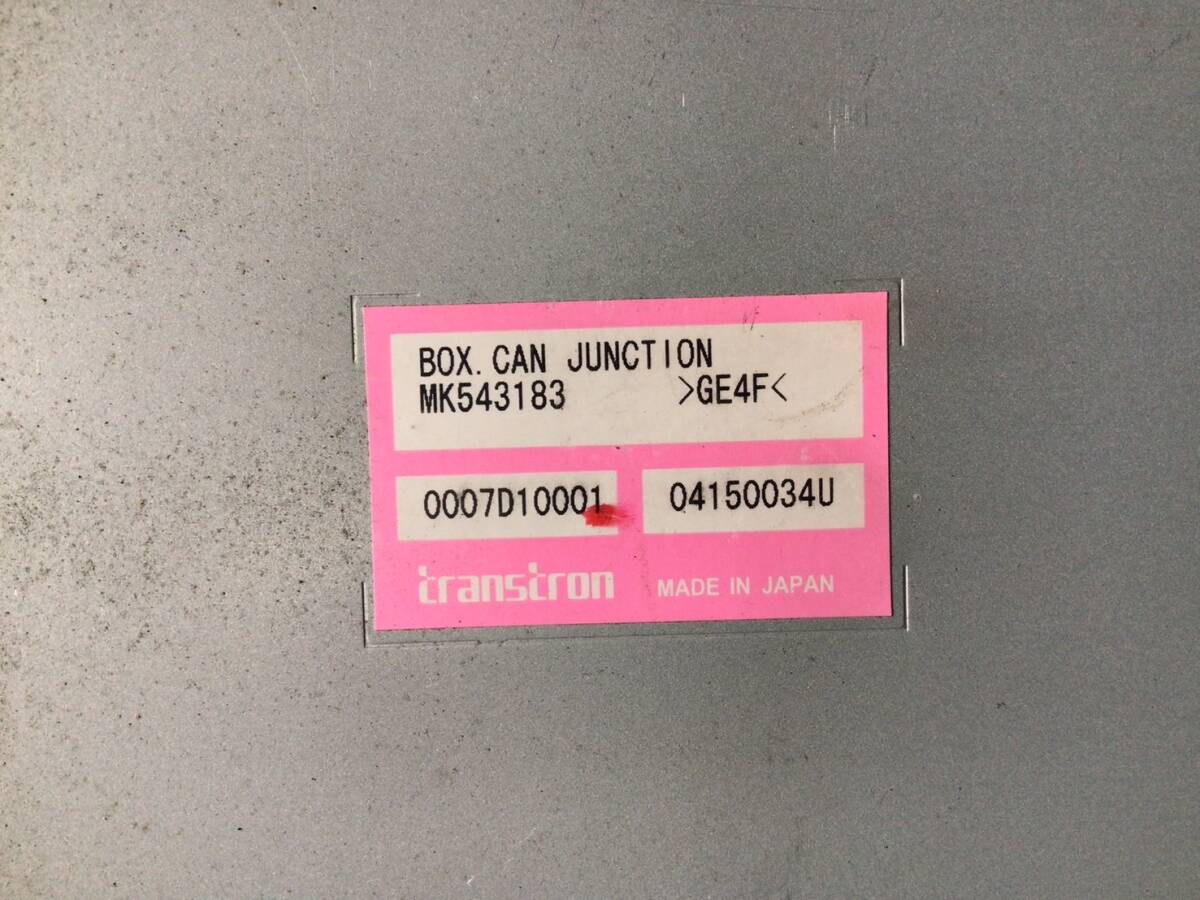 BOX. CAN JUNCTION
MK543183 >GE4F<
0007D10001 04150034U
transtron MADE IN JAPAN